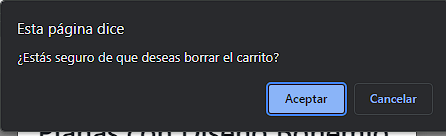 Esta página dice
¿Estás seguro de que deseas borrar el carrito?
Aceptar
Cancelar